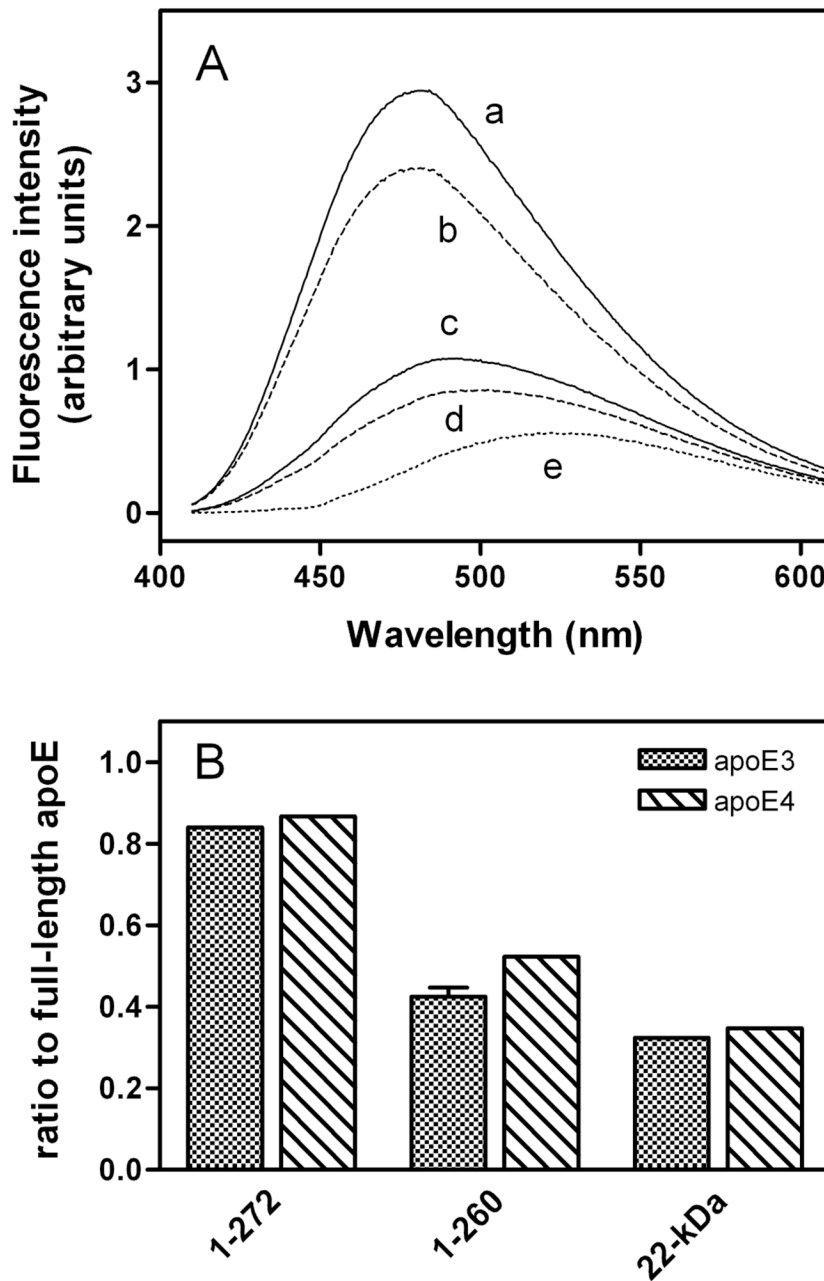 A
Fluorescence intensity
(arbitrary units)
3
2
1
0
a
b
c
d
e
400
450
500
550
600
Wavelength (nm)
B
ratio to full-length apoE
1.0
0.8
0.6
0.4
0.2
0.0
apoE3
apoE4
1-272
1-260
22-kDa